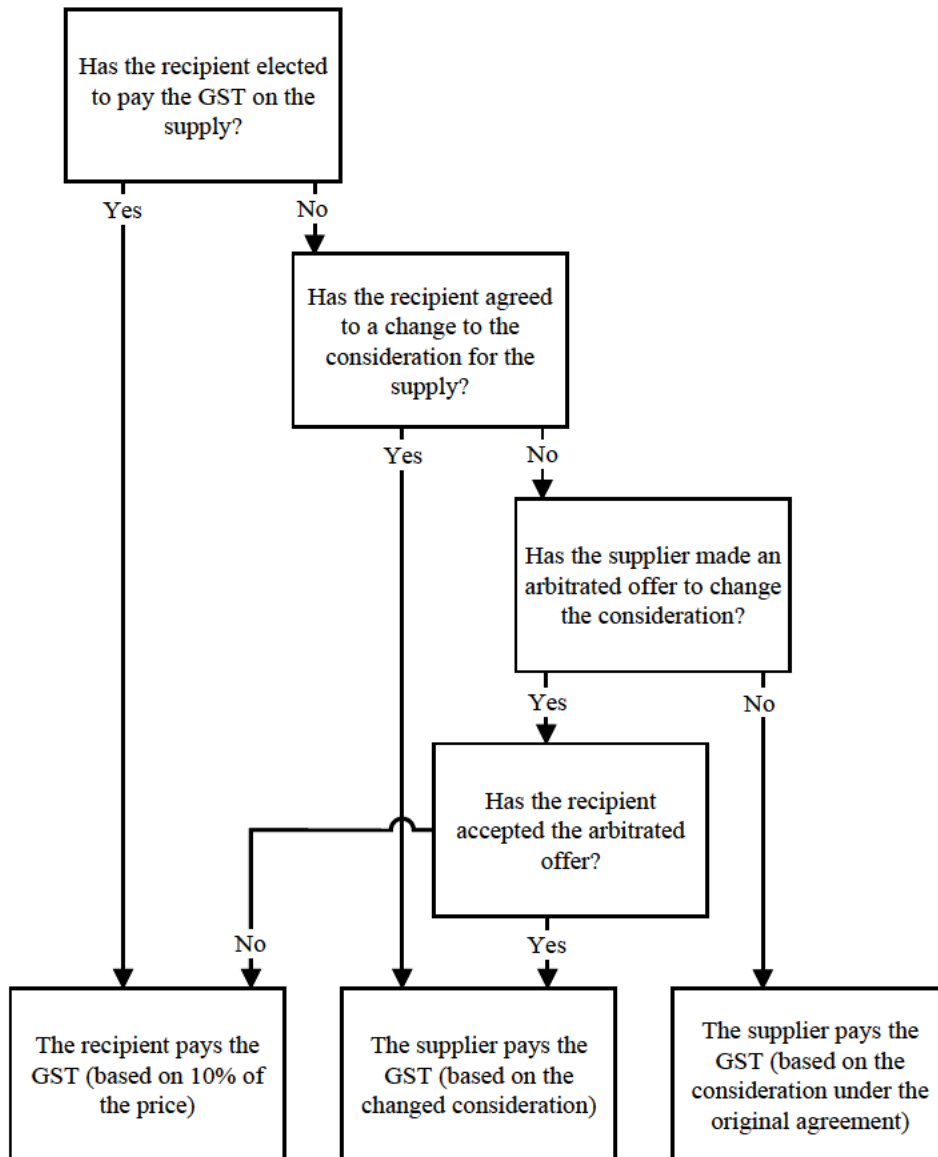 Has the recipient elected
to pay the GST on the
supply?
Yes
No
Has the recipient agreed
to a change to the
consideration for the
supply?
Yes
No
Has the supplier made an
arbitrated offer to change
the consideration?
Yes
No
Has the recipient
accepted the arbitrated
offer?
No
Yes
The recipient pays the
GST (based on 10% of
the price)
The supplier pays the
GST (based on the
changed consideration)
The supplier pays the
GST (based on the
consideration under the
original agreement)